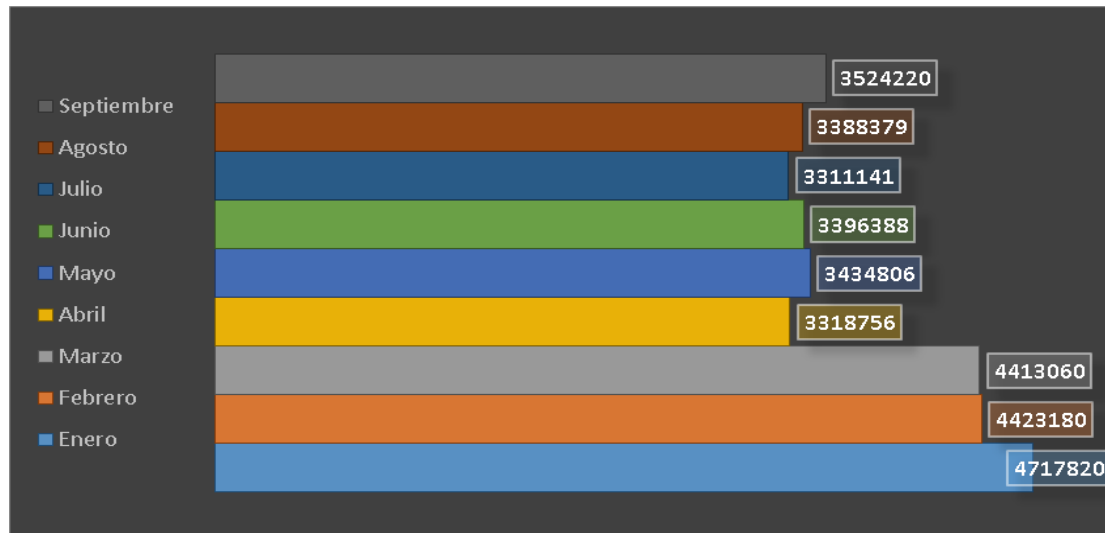 3524220
Septiembre
3388379
Agosto
3311141
Julio
3396388
Junio
3434806
Mayo
3318756
Abril
4413060
Marzo
4423180
Febrero
4717820
Enero